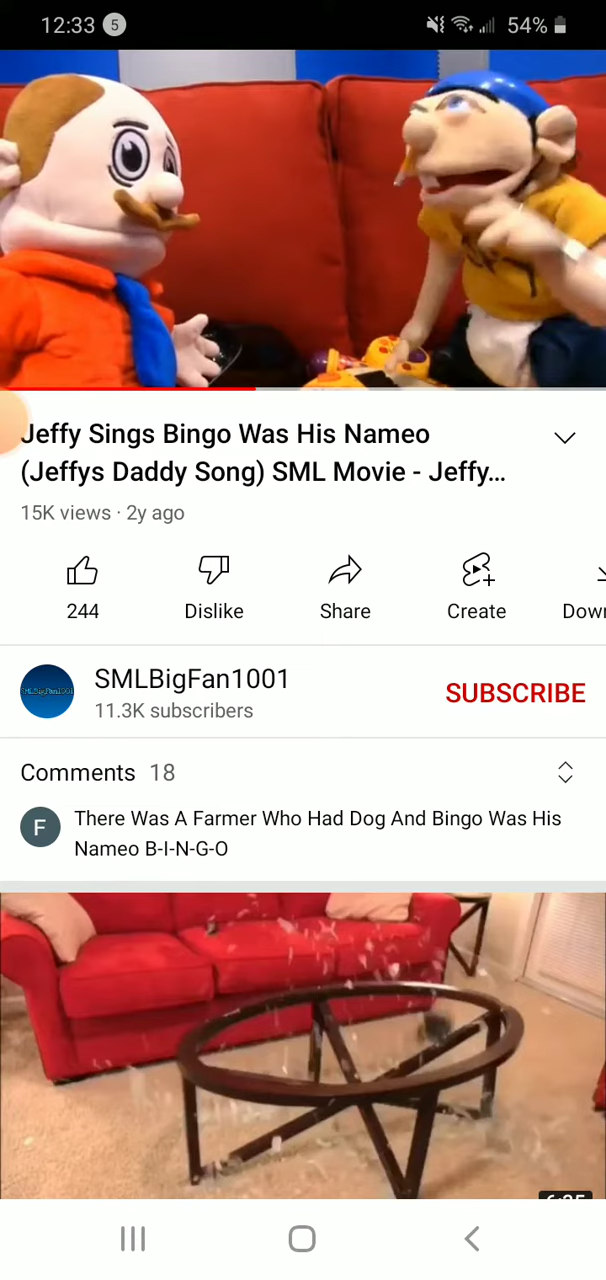 12:33 5 54%
Jeffy Sings Bingo Was His Nameo
(Jeffys Daddy Song) SML Movie - Jeffy...
15K views · 2y ago
244 Dislike Share Create Down
SMLBigFan1001
SMLBigFan1001
11.3K subscribers
SUBSCRIBE
Comments 18
F
There Was A Farmer Who Had Dog And Bingo Was His
Nameo B-I-N-G-O